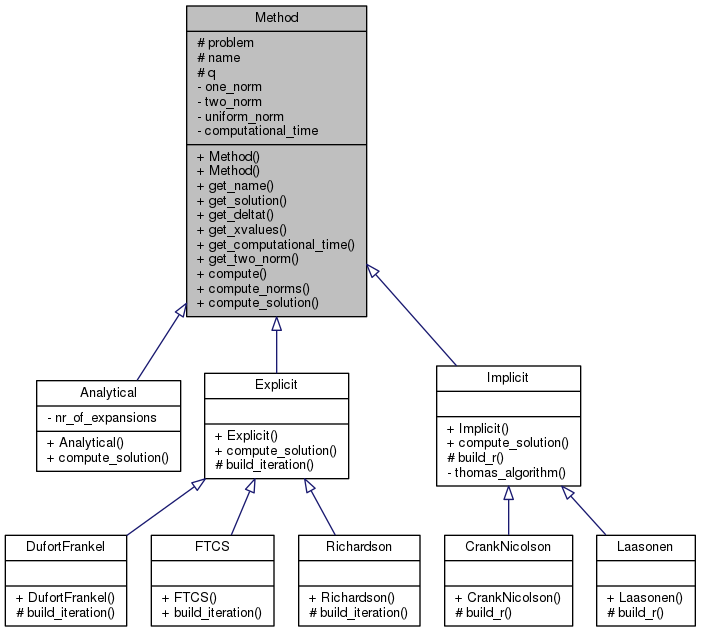 Method
# problem
# name
# q
- one_norm
- two_norm
- uniform_norm
- computational_time
+ Method()
+ Method()
+ get_name()
+ get_solution()
+ get_deltat()
+ get_xvalues()
+ get_computational_time()
+ get_two_norm()
+ compute()
+ compute_norms()
+ compute_solution()
Analytical
- nr_of_expansions
+ Analytical()
+ compute_solution()
Explicit
+ Explicit()
+ compute_solution()
# build_iteration()
Implicit
+ Implicit()
+ compute_solution()
# build_r()
- thomas_algorithm()
DufortFrankel
+ DufortFrankel()
# build_iteration()
FTCS
+ FTCS()
+ build_iteration()
Richardson
+ Richardson()
# build_iteration()
CrankNicolson
+ CrankNicolson()
# build_r()
Laasonen
+ Laasonen()
# build_r()